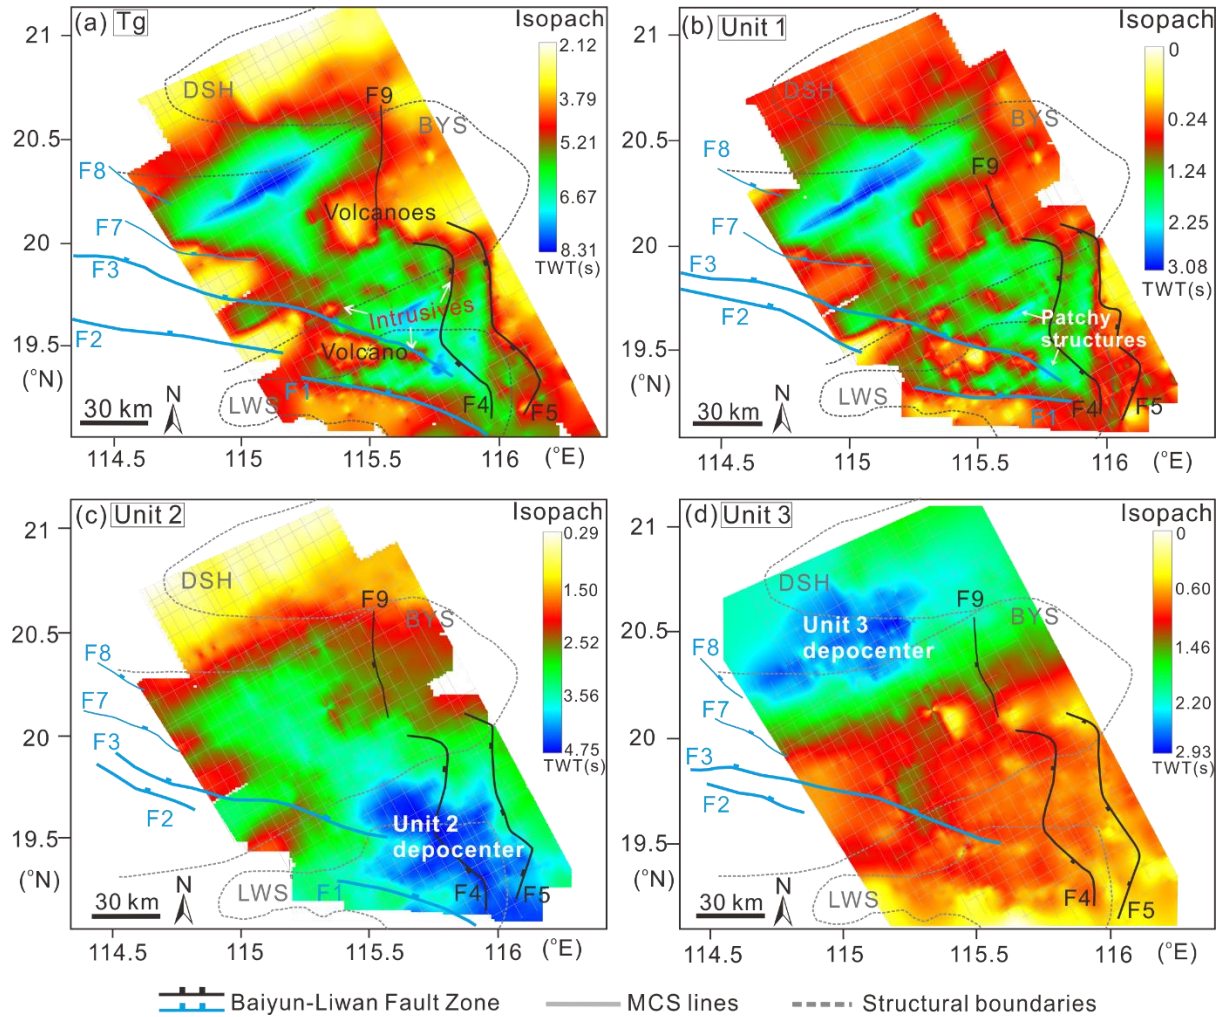 (a) Tg
Isopach
2.12
3.79
5.21
6.67
8.31
TWT(s)
21
20.5
20
19.5
(°N)
DSH
F9
BYS
F8
F7
F3
F2
Volcanoes
Intrusives
Volcano
F1
LWS
F4
F5
N
30 km
114.5
115
115.5
116
(°E)
(b) Unit 1
Isopach
0
0.24
1.24
2.25
3.08
TWT(s)
21
20.5
20
19.5
(°N)
DSH
BYS
F9
F8
F7
F3
F2
Patchy
structures
LWS
F1
F4
F5
N
30 km
114.5
115
115.5
116
(°E)
(c) Unit 2
Isopach
0.29
1.50
2.52
3.56
4.75
TWT(s)
21
20.5
20
19.5
(°N)
DSH
F9
BYS
F8
F7
F3
F2
Unit 2
depocenter
LWS
F1
F4
F5
N
30 km
114.5
115
115.5
116
(°E)
(d) Unit 3
Isopach
0
0.60
1.46
2.20
2.93
TWT(s)
21
20.5
20
19.5
(°N)
DSH
F9
BYS
Unit 3
depocenter
F8
F7
F3
F2
LWS
F4
F5
N
30 km
114.5
115
115.5
116
(°E)
Baiyun-Liwan Fault Zone
MCS lines
Structural boundaries